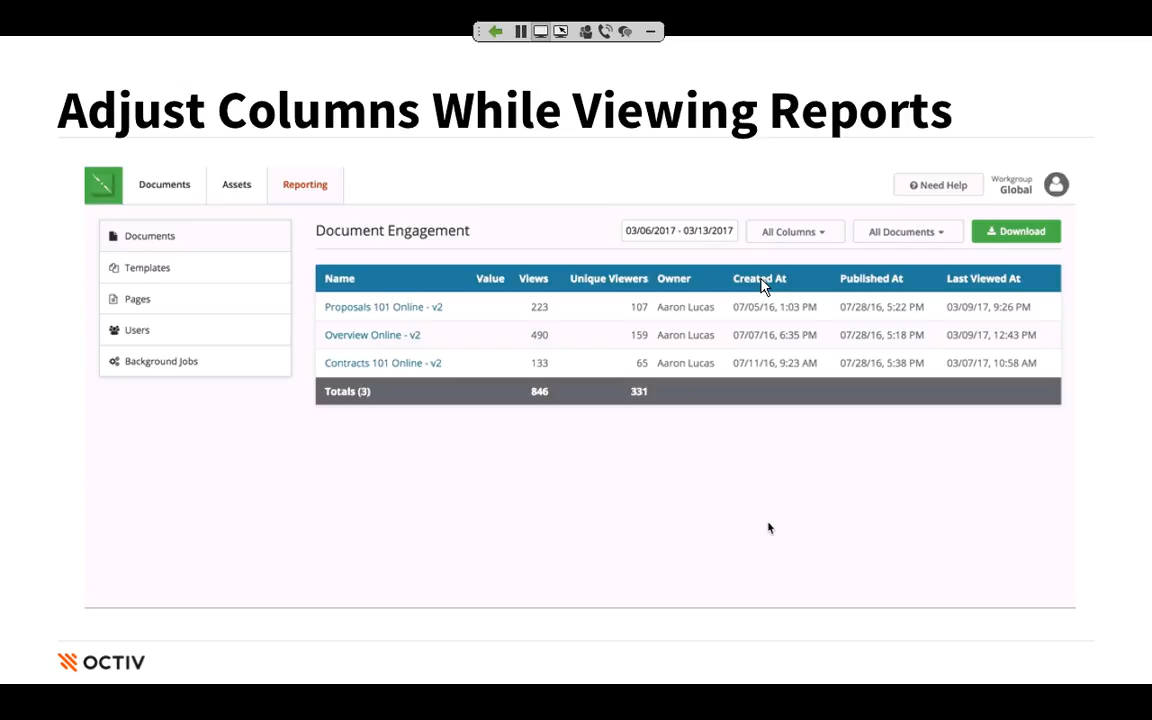 Adjust Columns While Viewing Reports
Documents Assets Reporting
Need Help
Workgroup
Global
Documents
Templates
Pages
Users
Background Jobs
Document Engagement
03/06/2017 - 03/13/2017
All Columns
All Documents
Download
Name Value Views Unique Viewers Owner Created At Published At Last Viewed At
Proposals 101 Online - v2 223 107 Aaron Lucas 07/05/16, 1:03 PM 07/28/16, 5:22 PM 03/09/17, 9:26 PM
Overview Online - v2 490 159 Aaron Lucas 07/07/16, 6:35 PM 07/28/16, 5:18 PM 03/09/17, 12:43 PM
Contracts 101 Online - v2 133 65 Aaron Lucas 07/11/16, 9:23 AM 07/28/16, 5:38 PM 03/07/17, 10:58 AM
Totals (3) 846 331
OCTIV